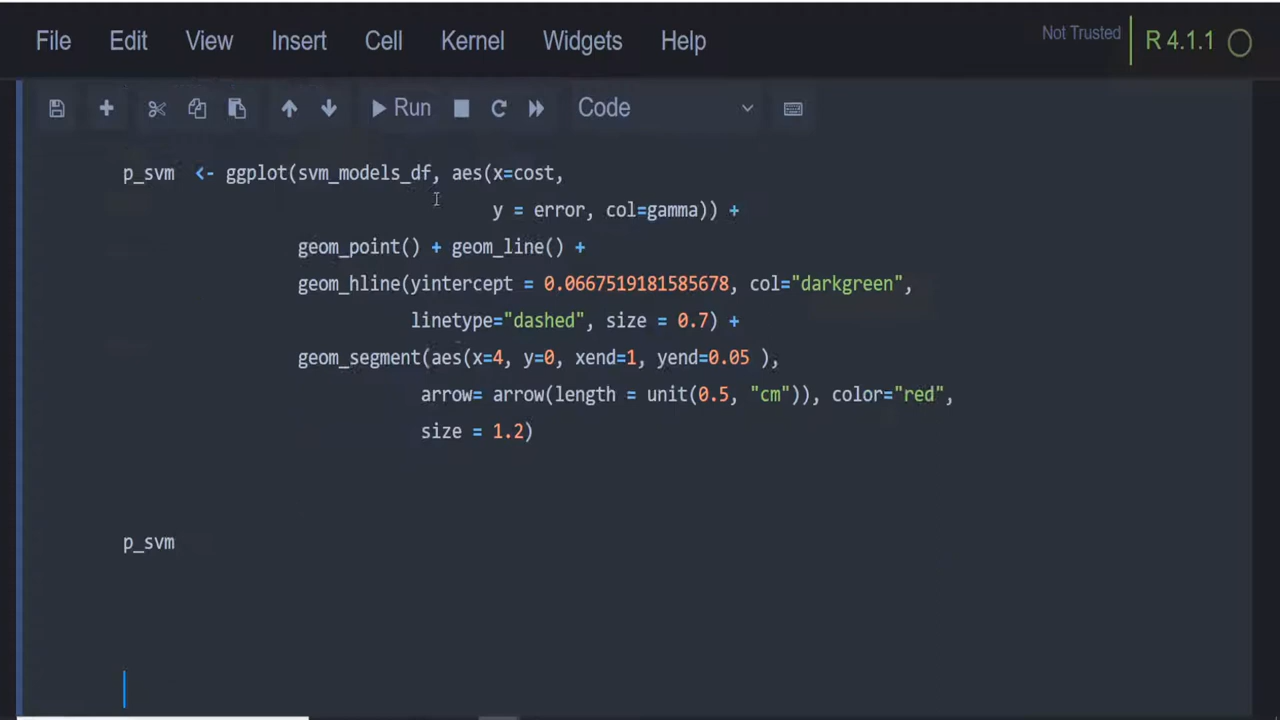 File Edit View Insert Cell Kernel Widgets Help Not Trusted R 4.1.1
Run Code
p_svm <- ggplot(svm_models_df, aes(x=cost,
y = error, col=gamma)) +
geom_point() + geom_line() +
geom_hline(yintercept = 0.0667519181585678, col="darkgreen",
linetype="dashed", size = 0.7) +
geom_segment(aes(x=4, y=0, xend=1, yend=0.05 ),
arrow= arrow(length = unit(0.5, "cm")), color="red",
size = 1.2)
p_svm